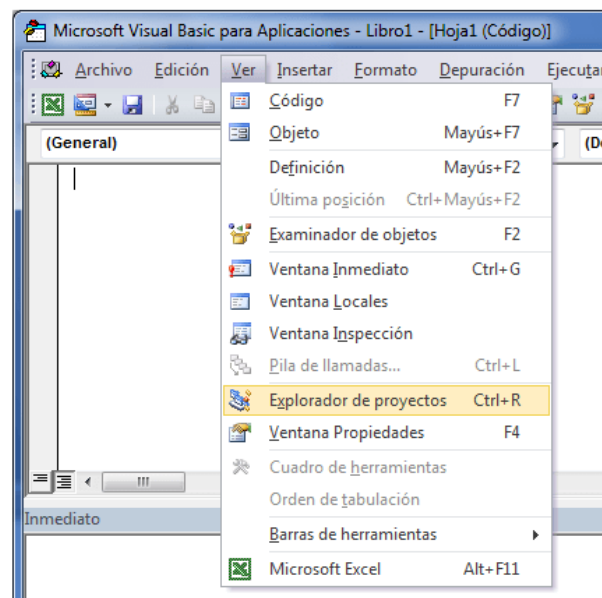 Microsoft Visual Basic para Aplicaciones - Libro1 - [Hoja1 (Código)]
Archivo Edición Ver Insertar Formato Depuración Ejecutar
(General)
Código F7
Objeto Mayús+F7
Definición Mayús+F2
Última posición Ctrl+Mayús+F2
Examinador de objetos F2
Ventana Inmediato Ctrl+G
Ventana Locales
Ventana Inspección
Pila de llamadas... Ctrl+L
Explorador de proyectos Ctrl+R
Ventana Propiedades F4
Cuadro de herramientas
Orden de tabulación
Barras de herramientas
Microsoft Excel Alt+F11
Inmediato